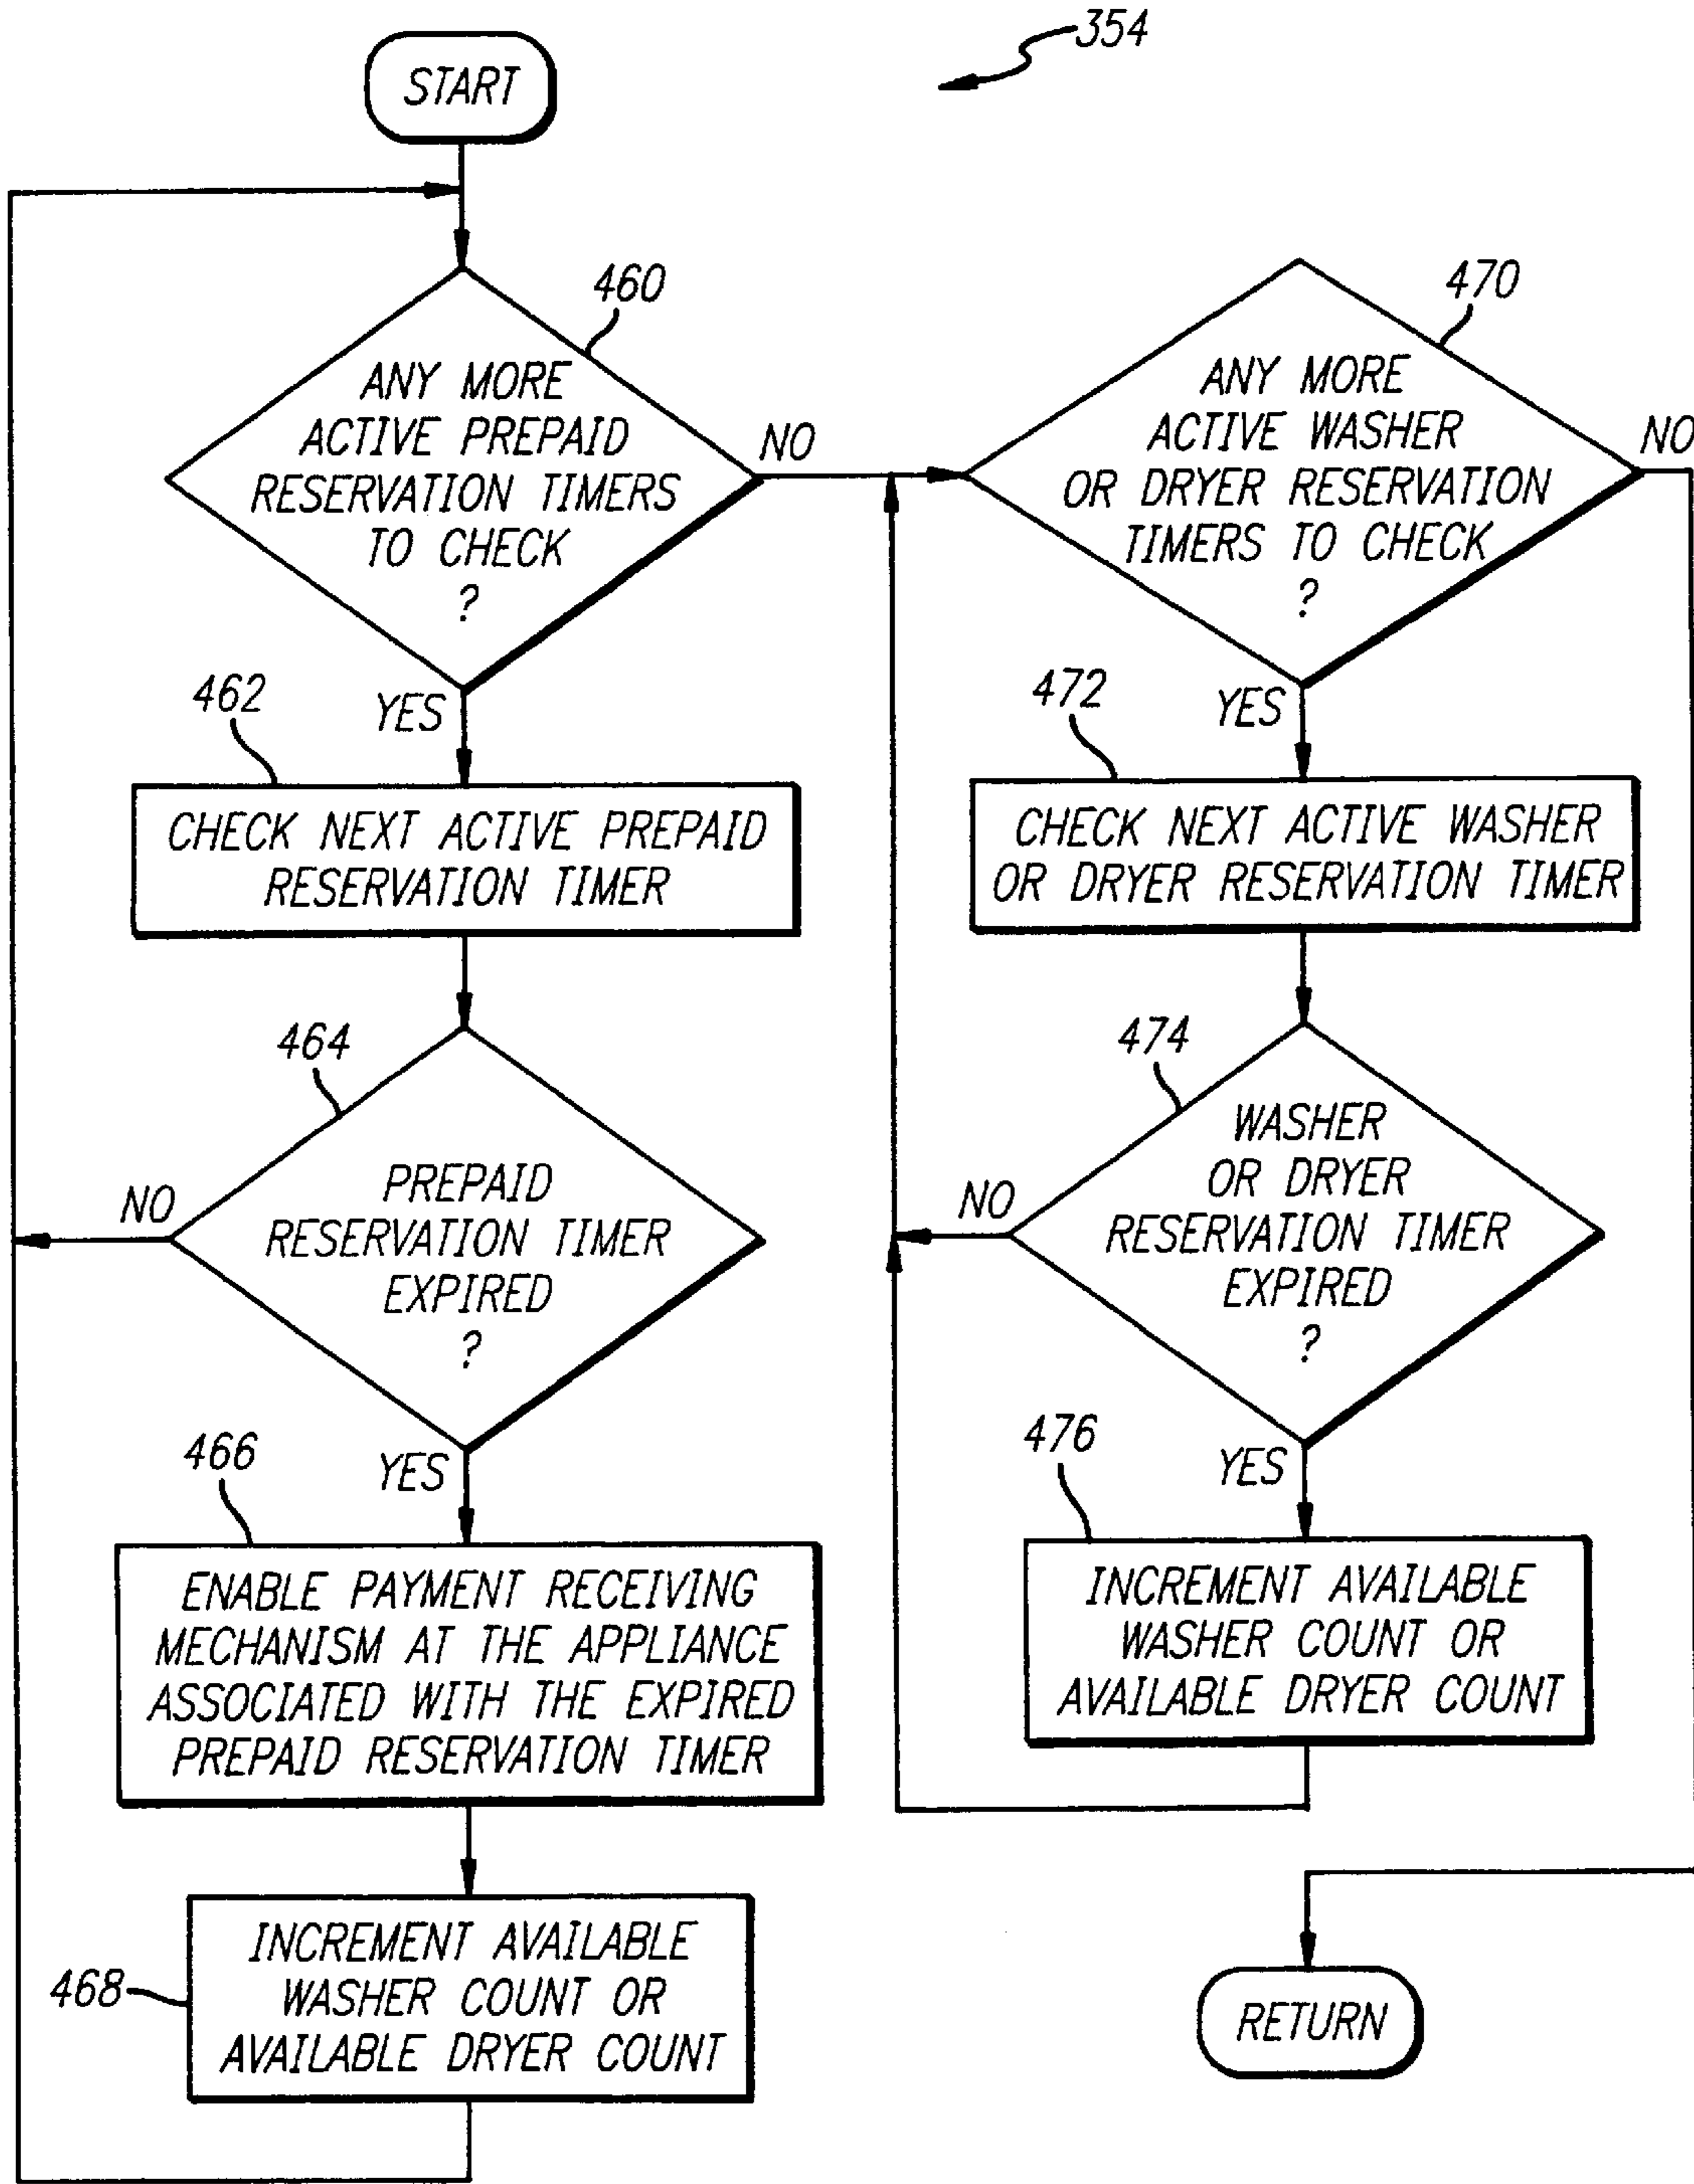 354
START
460
ANY MORE
ACTIVE PREPAID
RESERVATION TIMERS
TO CHECK
?
NO
YES
462
CHECK NEXT ACTIVE PREPAID
RESERVATION TIMER
464
PREPAID
RESERVATION TIMER
EXPIRED
?
NO
YES
466
ENABLE PAYMENT RECEIVING
MECHANISM AT THE APPLIANCE
ASSOCIATED WITH THE EXPIRED
PREPAID RESERVATION TIMER
468
INCREMENT AVAILABLE
WASHER COUNT OR
AVAILABLE DRYER COUNT
470
ANY MORE
ACTIVE WASHER
OR DRYER RESERVATION
TIMERS TO CHECK
?
NO
YES
472
CHECK NEXT ACTIVE WASHER
OR DRYER RESERVATION TIMER
474
WASHER
OR DRYER
RESERVATION TIMER
EXPIRED
?
NO
YES
476
INCREMENT AVAILABLE
WASHER COUNT OR
AVAILABLE DRYER COUNT
RETURN